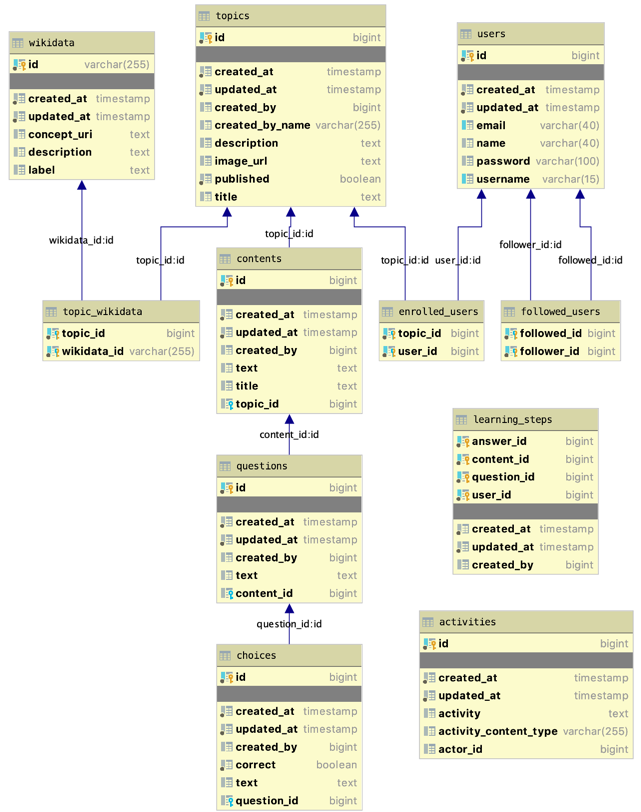 wikidata
id varchar(255)
created_at timestamp
updated_at timestamp
concept_uri text
description text
label text
topics
id bigint
created_at timestamp
updated_at timestamp
created_by bigint
created_by_name varchar(255)
description text
image_url text
published boolean
title text
users
id bigint
created_at timestamp
updated_at timestamp
email varchar(40)
name varchar(40)
password varchar(100)
username varchar(15)
wikidata_id:id
topic_id:id
topic_id:id
topic_id:id
user_id:id
follower_id:id
followed_id:id
topic_wikidata
topic_id bigint
wikidata_id varchar(255)
contents
id bigint
created_at timestamp
updated_at timestamp
created_by bigint
text text
title text
topic_id bigint
enrolled_users
topic_id bigint
user_id bigint
followed_users
followed_id bigint
follower_id bigint
content_id:id
questions
id bigint
created_at timestamp
updated_at timestamp
created_by bigint
text text
content_id bigint
learning_steps
answer_id bigint
content_id bigint
question_id bigint
user_id bigint
created_at timestamp
updated_at timestamp
created_by bigint
question_id:id
choices
id bigint
created_at timestamp
updated_at timestamp
created_by bigint
correct boolean
text text
question_id bigint
activities
id bigint
created_at timestamp
updated_at timestamp
activity text
activity_content_type varchar(255)
actor_id bigint